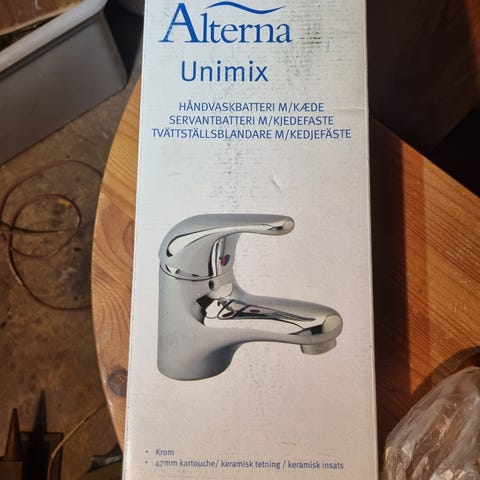 Alterna
Unimix
HÅNDVASKBATTERI M/KÆDE
SERVANTBATTERI M/KJEDEFASTE
TVÄTTSTÄLLSBLANDARE M/KEDJEFÄSTE
• Krom
• 47mm kartouche/ keramisk tetning / keramisk insats